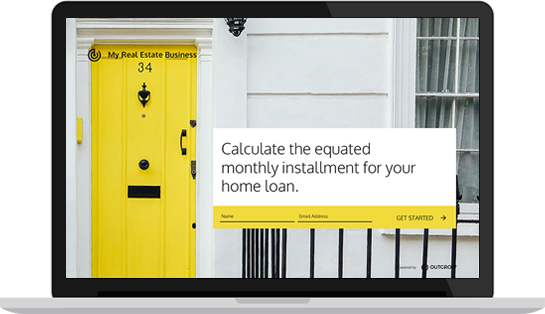 My Real Estate Business
34
Calculate the equated
monthly installment for your
home loan.
Name Email Address GET STARTED
powered by OUTGROW